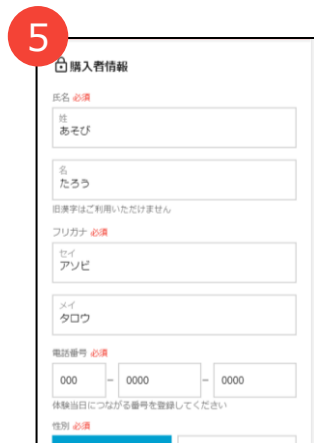 5
購入者情報
氏名 必須
姓
あそび
名
たろう
旧漢字はご利用いただけません
フリガナ 必須
セイ
アソビ
メイ
タロウ
電話番号 必須
000 - 0000 - 0000
体験当日につながる番号を登録してください
性別 必須